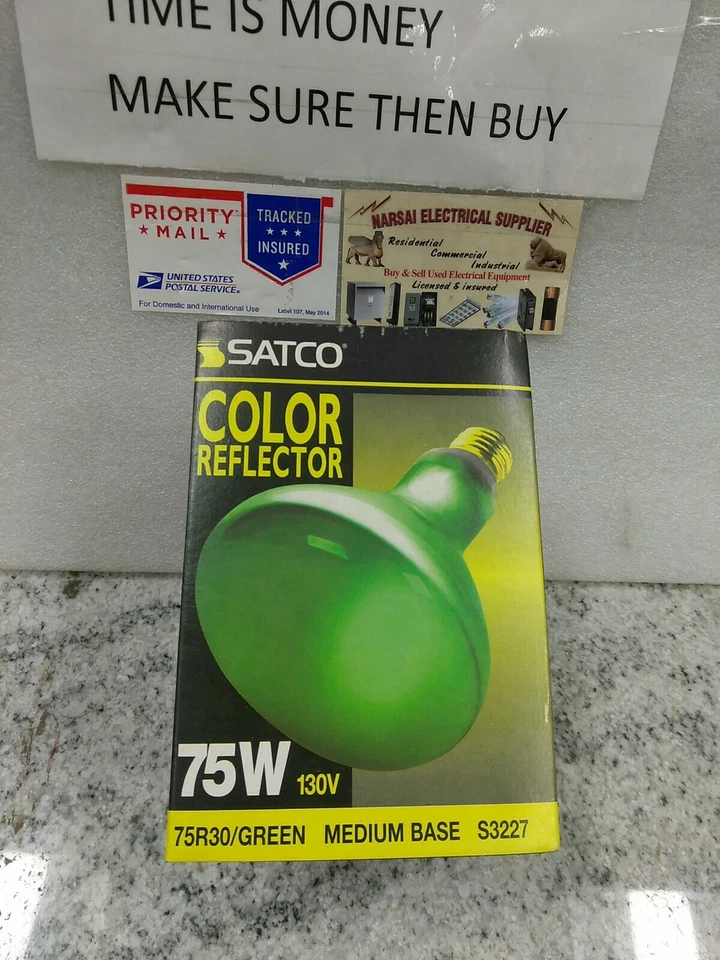 TIME IS MONEY
MAKE SURE THEN BUY
PRIORITY®
★ MAIL ★
TRACKED
★ ★ ★
INSURED
★
UNITED STATES
POSTAL SERVICE®
For Domestic and International Use
Label 107, May 2014
NARSAI ELECTRICAL SUPPLIER
Residential
Commercial
Industrial
Buy & Sell Used Electrical Equipment
Licensed & insured
SATCO®
COLOR
REFLECTOR
75W 130V
75R30/GREEN MEDIUM BASE S3227